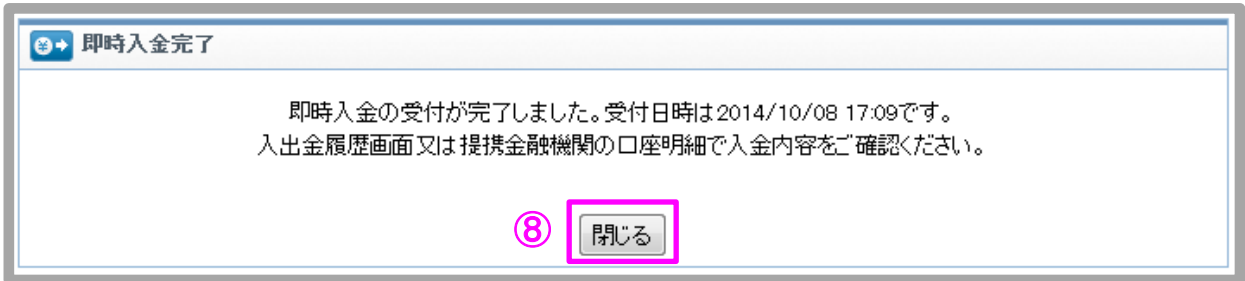 即時入金完了
即時入金の受付が完了しました。受付日時は2014/10/08 17:09です。
入出金履歴画面又は提携金融機関の口座明細で入金内容をご確認ください。
⑧ 閉じる